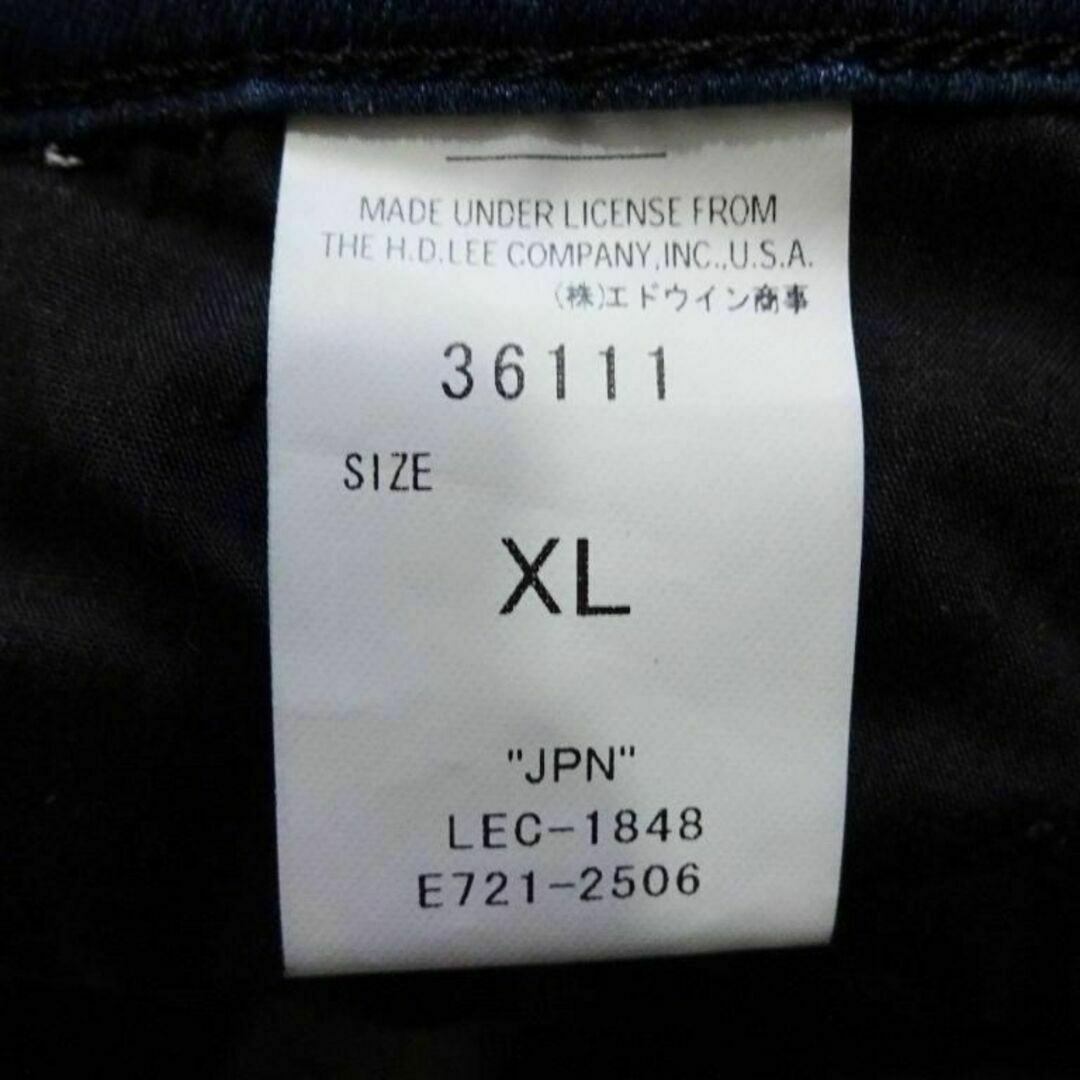 MADE UNDER LICENSE FROM
THE H.D.LEE COMPANY,INC.,U.S.A.
(株)エドウイン商事
36111
SIZE
XL
"JPN"
LEC-1848
E721-2506